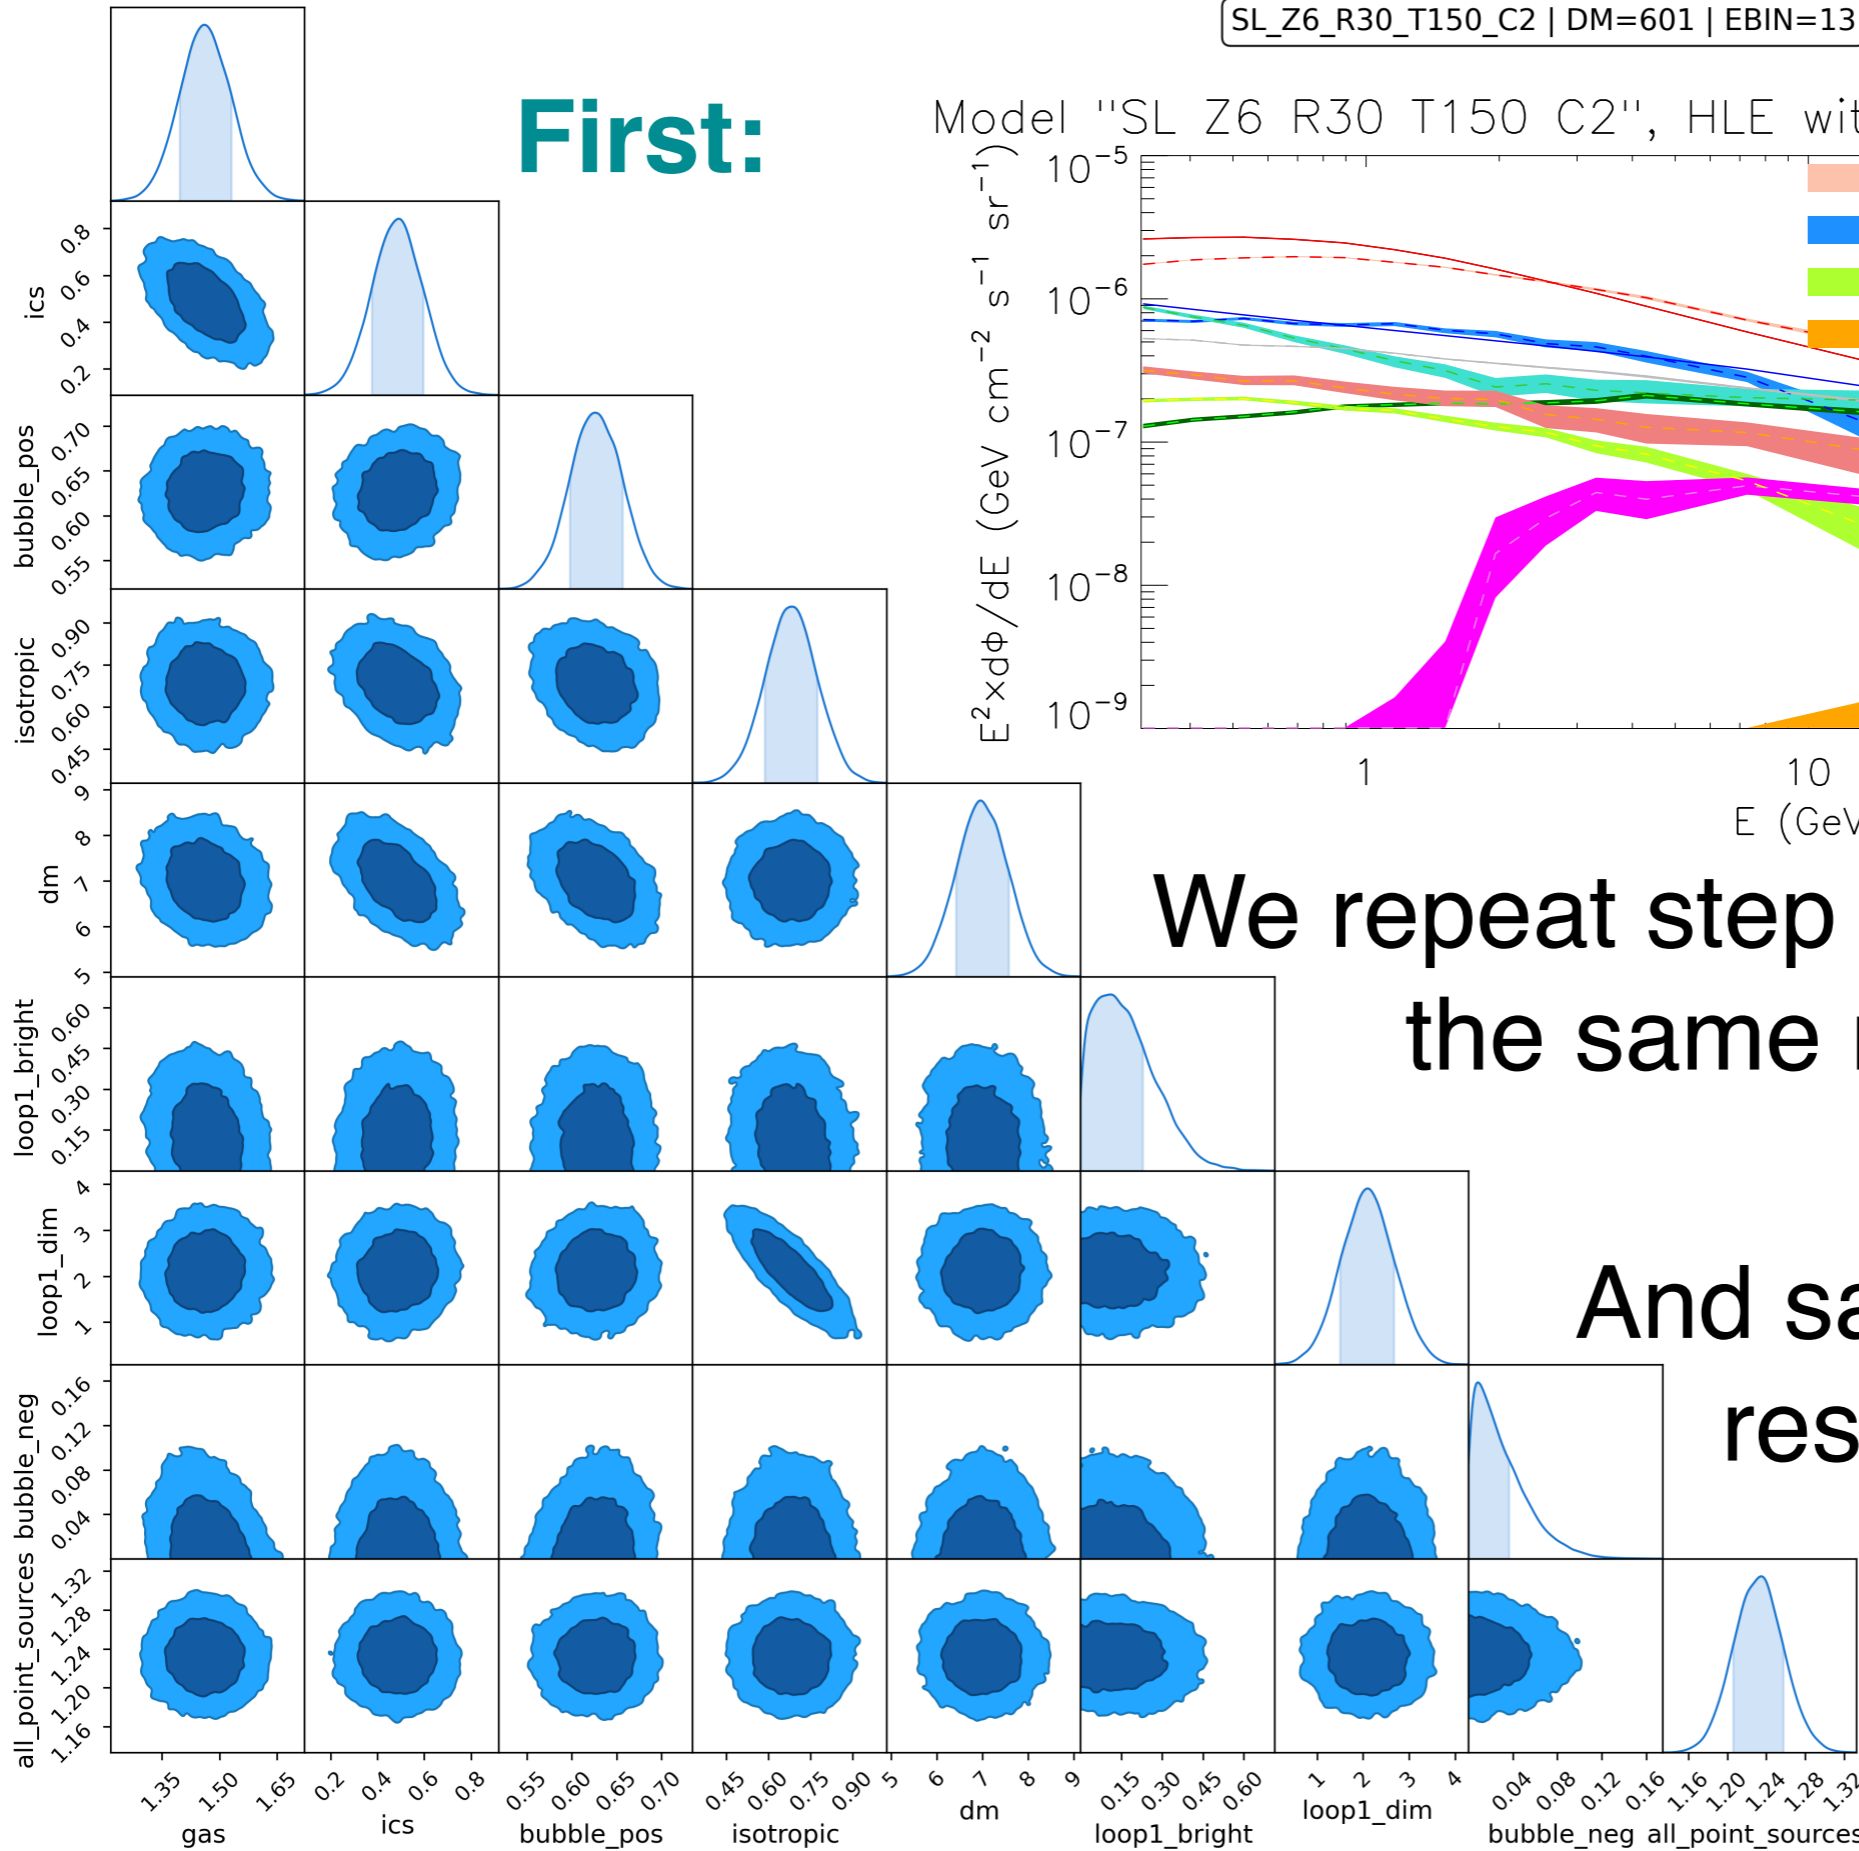 SL_Z6_R30_T150_C2 | DM=601 | EBIN=13
First:
Model "SL Z6 R30 T150 C2", HLE wit
E²×dΦ/dE (GeV cm⁻² s⁻¹ sr⁻¹)
10⁻⁵
10⁻⁶
10⁻⁷
10⁻⁸
10⁻⁹
1 10
E (GeV
We repeat step
the same
And sa
res
ics
0.8
0.6
0.4
0.2
bubble_pos
0.70
0.65
0.60
0.55
isotropic
0.90
0.75
0.60
0.45
dm
9
8
7
6
5
loop1_bright
0.60
0.45
0.30
0.15
loop1_dim
4
3
2
1
bubble_neg
0.16
0.12
0.08
0.04
all_point_sources
1.32
1.28
1.24
1.20
1.16
1.35 1.50 1.65 0.2 0.4 0.6 0.8 0.55 0.60 0.65 0.70 0.45 0.60 0.75 0.90 5 6 7 8 9 0.15 0.30 0.45 0.60 1 2 3 4 0.04 0.08 0.12 0.16 1.16 1.20 1.24 1.28 1.32
gas ics bubble_pos isotropic dm loop1_bright loop1_dim bubble_neg all_point_sources